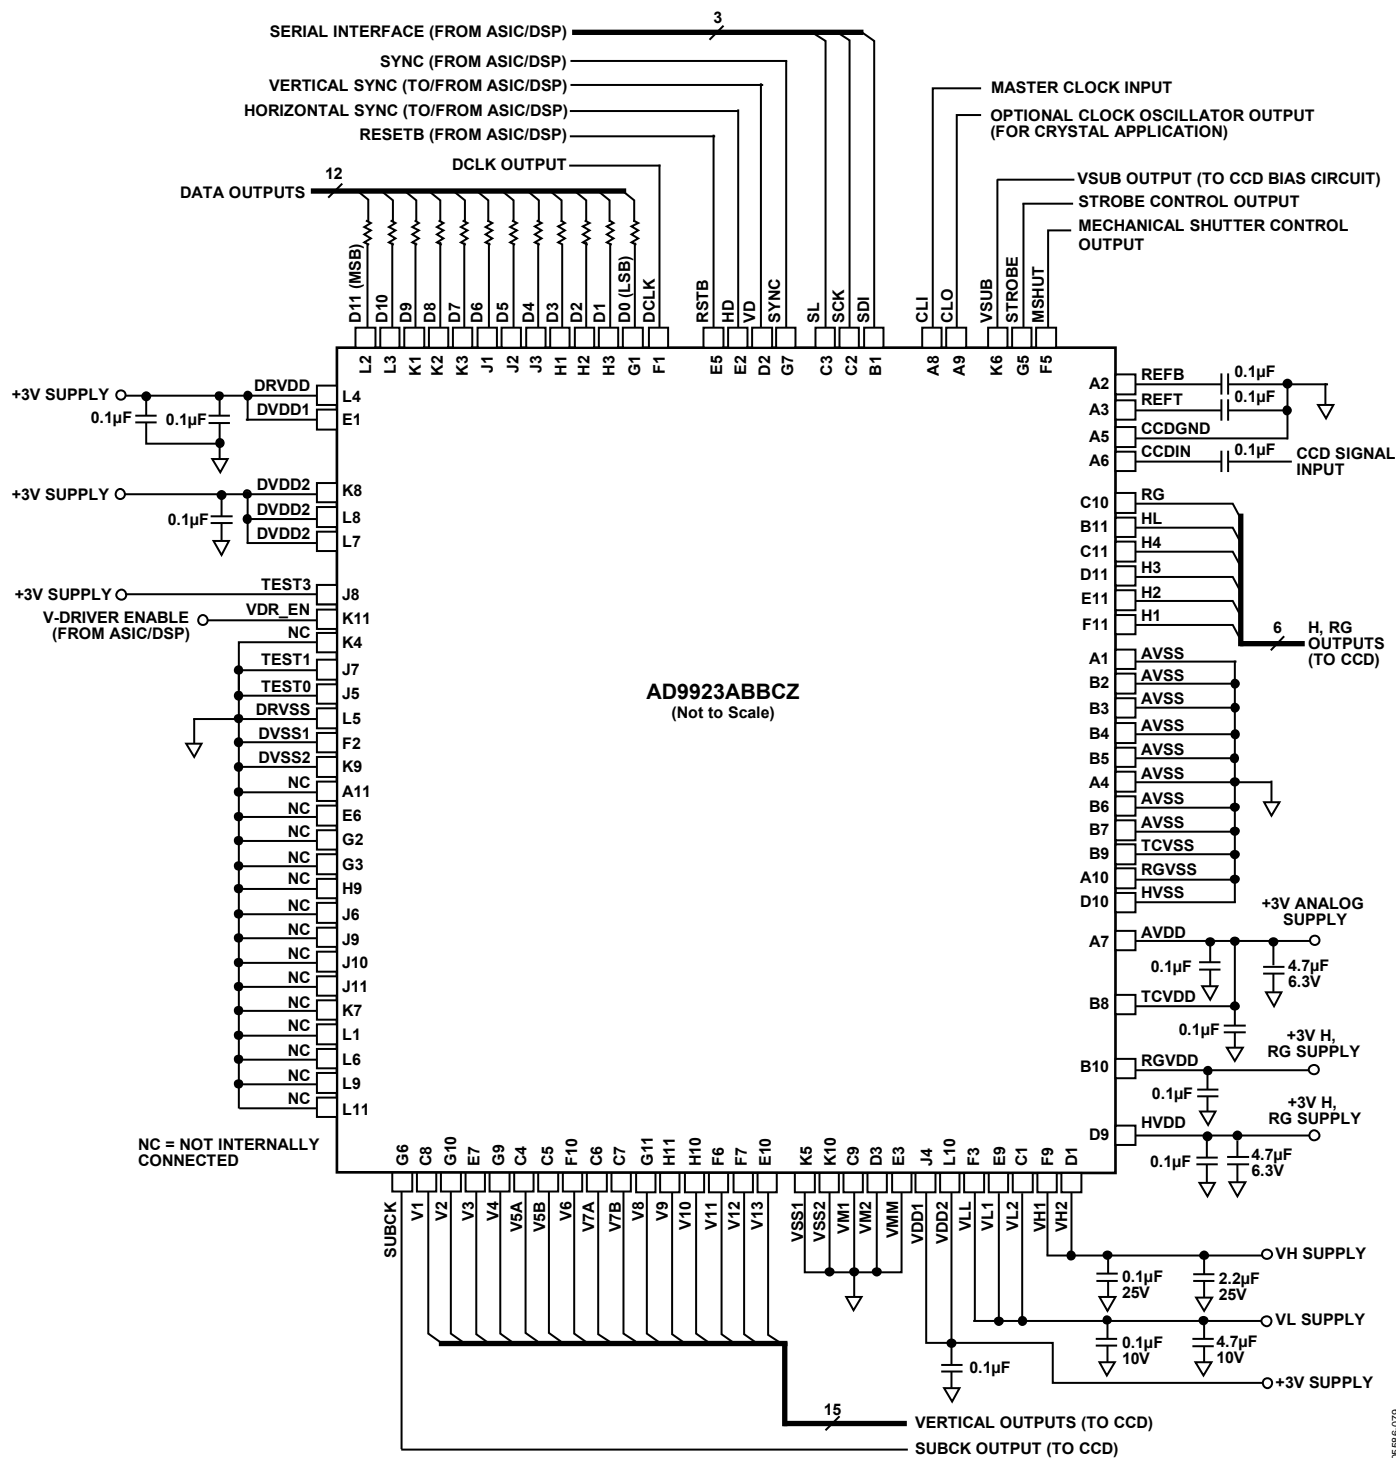 3
SERIAL INTERFACE (FROM ASIC/DSP)
SYNC (FROM ASIC/DSP)
VERTICAL SYNC (TO/FROM ASIC/DSP)
HORIZONTAL SYNC (TO/FROM ASIC/DSP)
RESETB (FROM ASIC/DSP)
DCLK OUTPUT
12
DATA OUTPUTS
MASTER CLOCK INPUT
OPTIONAL CLOCK OSCILLATOR OUTPUT
(FOR CRYSTAL APPLICATION)
VSUB OUTPUT (TO CCD BIAS CIRCUIT)
STROBE CONTROL OUTPUT
MECHANICAL SHUTTER CONTROL
OUTPUT
D11 (MSB)
D10
D9
D8
D7
D6
D5
D4
D3
D2
D1
D0 (LSB)
DCLK
RSTB
HD
VD
SYNC
SL
SCK
SDI
CLI
CLO
VSUB
STROBE
MSHUT
L2
L3
K1
K2
K3
J1
J2
J3
H1
H2
H3
G1
F1
E5
E2
D2
G7
C3
C2
B1
A8
A9
K6
G5
F5
+3V SUPPLY
DRVDD
L4
0.1µF
0.1µF
DVDD1
E1
+3V SUPPLY
DVDD2
K8
0.1µF
DVDD2
L8
DVDD2
L7
+3V SUPPLY
TEST3
J8
V-DRIVER ENABLE
(FROM ASIC/DSP)
VDR_EN
K11
NC
K4
TEST1
J7
TEST0
J5
DRVSS
L5
DVSS1
F2
DVSS2
K9
NC
A11
NC
E6
NC
G2
NC
G3
NC
H9
NC
J6
NC
J9
NC
J10
NC
J11
NC
K7
NC
L1
NC
L6
NC
L9
NC
L11
NC = NOT INTERNALLY
CONNECTED
AD9923ABBCZ
(Not to Scale)
A2
REFB
0.1µF
A3
REFT
0.1µF
A5
CCDGND
A6
CCDIN
0.1µF
CCD SIGNAL
INPUT
C10
RG
B11
HL
C11
H4
D11
H3
E11
H2
F11
H1
6
H, RG
OUTPUTS
(TO CCD)
A1
AVSS
B2
AVSS
B3
AVSS
B4
AVSS
B5
AVSS
A4
AVSS
B6
AVSS
B7
AVSS
B9
TCVSS
A10
RGVSS
D10
HVSS
+3V ANALOG
SUPPLY
A7
AVDD
0.1µF
4.7µF
6.3V
B8
TCVDD
0.1µF
+3V H,
RG SUPPLY
B10
RGVDD
0.1µF
+3V H,
RG SUPPLY
D9
HVDD
0.1µF
4.7µF
6.3V
G6
C8
G10
E7
G9
C4
C5
F10
C6
C7
G11
H11
H10
F6
F7
E10
K5
K10
C9
D3
E3
J4
L10
F3
E9
C1
F9
D1
SUBCK
V1
V2
V3
V4
V5A
V5B
V6
V7A
V7B
V8
V9
V10
V11
V12
V13
VSS1
VSS2
VM1
VM2
VMM
VDD1
VDD2
VLL
VL1
VL2
VH1
VH2
VH SUPPLY
0.1µF
25V
2.2µF
25V
VL SUPPLY
0.1µF
10V
4.7µF
10V
0.1µF
+3V SUPPLY
15
VERTICAL OUTPUTS (TO CCD)
SUBCK OUTPUT (TO CCD)